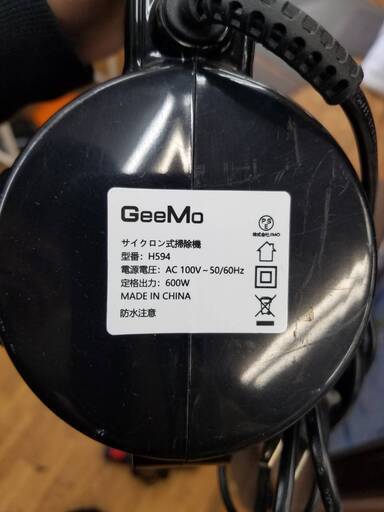 GeeMo
サイクロン式掃除機
型番：H594
電源電圧：AC 100V～50/60Hz
定格出力：600W
MADE IN CHINA
防水注意
PSE